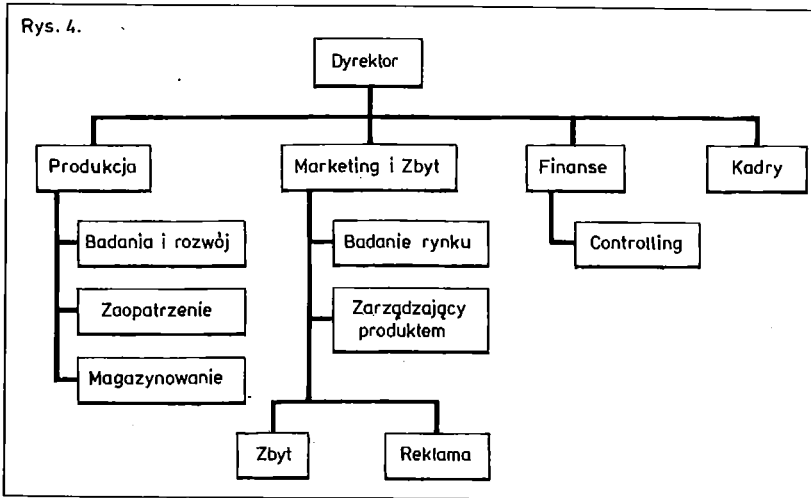 Rys. 4.
Dyrektor
Produkcja
Marketing i Zbyt
Finanse
Kadry
Badania i rozwój
Badanie rynku
Controlling
Zaopatrzenie
Zarządzający
produktem
Magazynowanie
Zbyt
Reklama